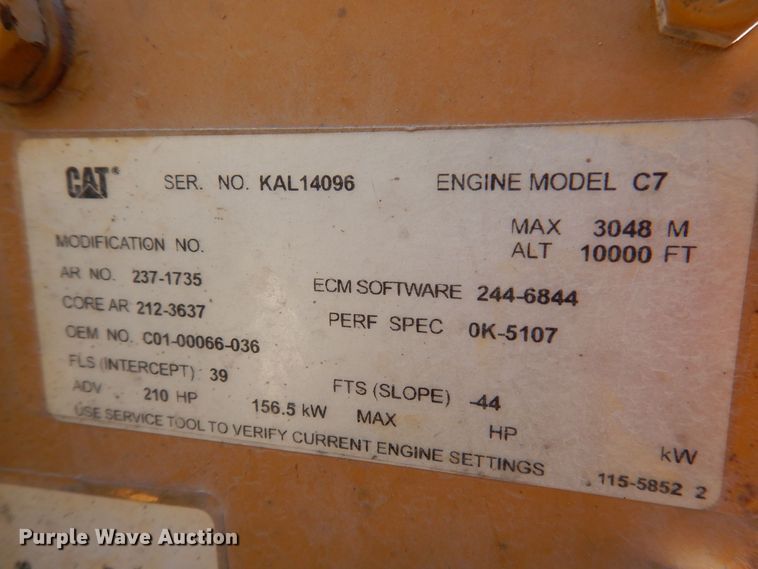 CAT® SER. NO. KAL14096 ENGINE MODEL C7
MODIFICATION NO. MAX 3048 M
ALT 10000 FT
AR NO. 237-1735 ECM SOFTWARE 244-6844
CORE AR 212-3637 PERF SPEC 0K-5107
OEM NO. C01-00066-036
FLS (INTERCEPT) 39 FTS (SLOPE) -44
ADV 210 HP 156.5 kW MAX HP kW
USE SERVICE TOOL TO VERIFY CURRENT ENGINE SETTINGS 115-5852 2
Purple Wave Auction